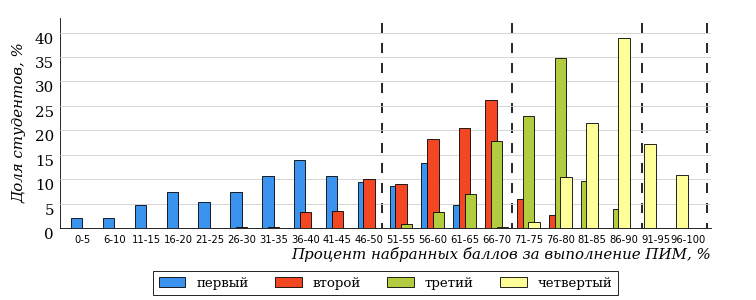 Доля студентов, %
40
35
30
25
20
15
10
5
0
0-5 6-10 11-15 16-20 21-25 26-30 31-35 36-40 41-45 46-50 51-55 56-60 61-65 66-70 71-75 76-80 81-85 86-90 91-95 96-100
Процент набранных баллов за выполнение ПИМ, %
первый второй третий четвертый